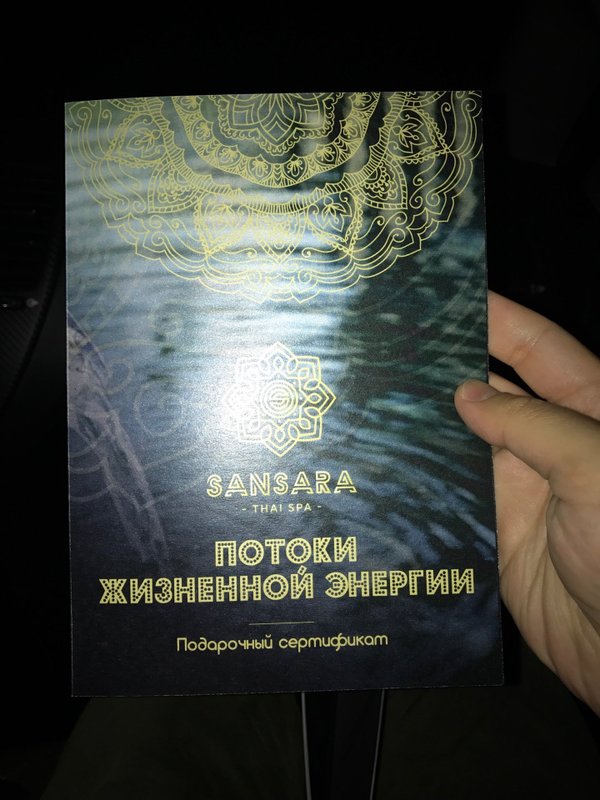 SANSARA
- THAI SPA -
ПОТОКИ
ЖИЗНЕННОЙ ЭНЕРГИИ
Подарочный сертификат